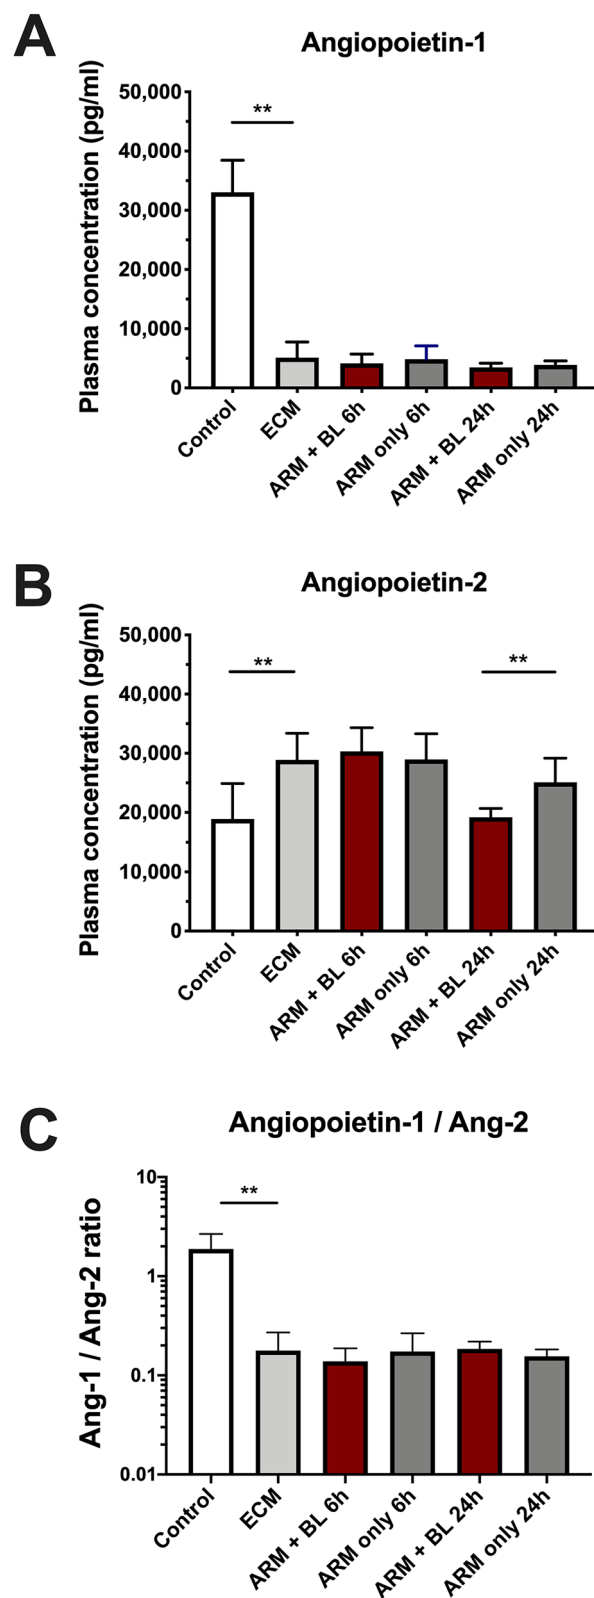 A
Angiopoietin-1
Plasma concentration (pg/ml)
50,000
40,000
30,000
20,000
10,000
0
**
Control
ECM
ARM + BL 6h
ARM only 6h
ARM + BL 24h
ARM only 24h
B
Angiopoietin-2
Plasma concentration (pg/ml)
50,000
40,000
30,000
20,000
10,000
0
**
**
Control
ECM
ARM + BL 6h
ARM only 6h
ARM + BL 24h
ARM only 24h
C
Angiopoietin-1 / Ang-2
Ang-1 / Ang-2 ratio
10
1
0.1
0.01
**
Control
ECM
ARM + BL 6h
ARM only 6h
ARM + BL 24h
ARM only 24h